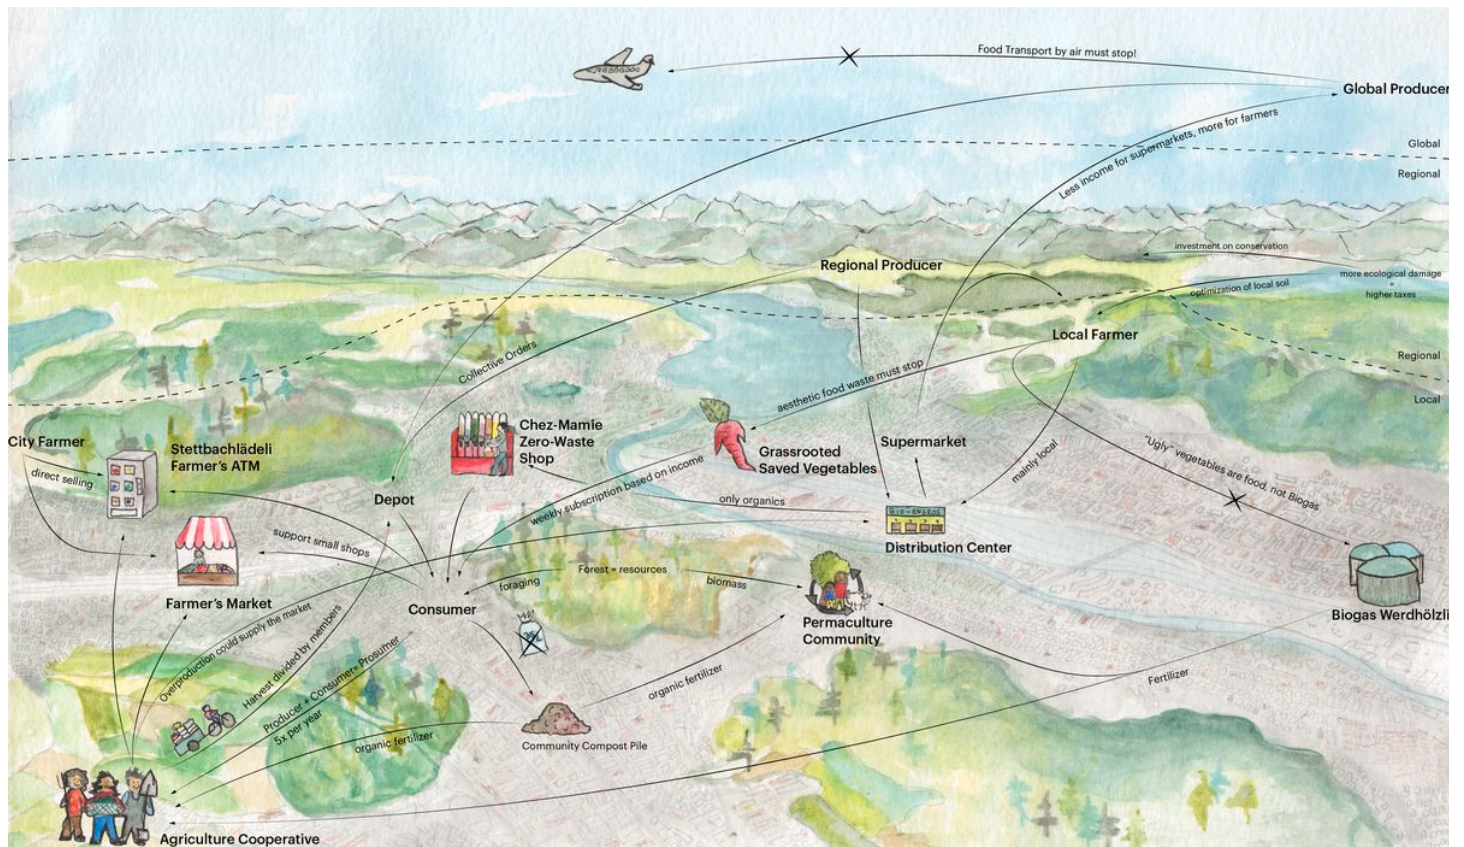 Food Transport by air must stop!
Global Producer
Less income for supermarkets, more for farmers
Global
Regional
investment on conservation
Regional Producer
more ecological damage
+
higher taxes
optimization of local soil
Local Farmer
Collective Orders
Regional
aesthetic food waste must stop
Local
City Farmer
Stettbachlädeli
Farmer's ATM
Chez-Mamie
Zero-Waste
Shop
Grassrooted
Saved Vegetables
Supermarket
direct selling
Depot
weekly subscription based on income
only organics
mainly local
"Ugly" vegetables are food, not Biogas
support small shops
Distribution Center
Farmer's Market
Consumer
foraging
Forest = resources
biomass
Permaculture
Community
Biogas Werdhölzli
Overproduction could supply the market
Harvest divided by members
Producer + Consumer= Prosumer
5x per year
organic fertilizer
organic fertilizer
Fertilizer
Community Compost Pile
Agriculture Cooperative